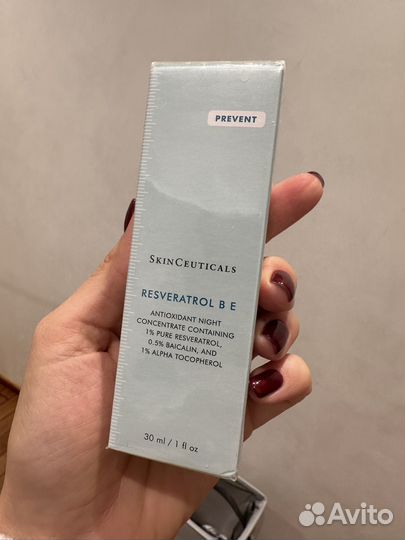 PREVENT
SKINCEUTICALS
RESVERATROL B E
ANTIOXIDANT NIGHT
CONCENTRATE CONTAINING
1% PURE RESVERATROL,
0.5% BAICALIN, AND
1% ALPHA TOCOPHEROL
30 ml / 1 fl oz
Avito